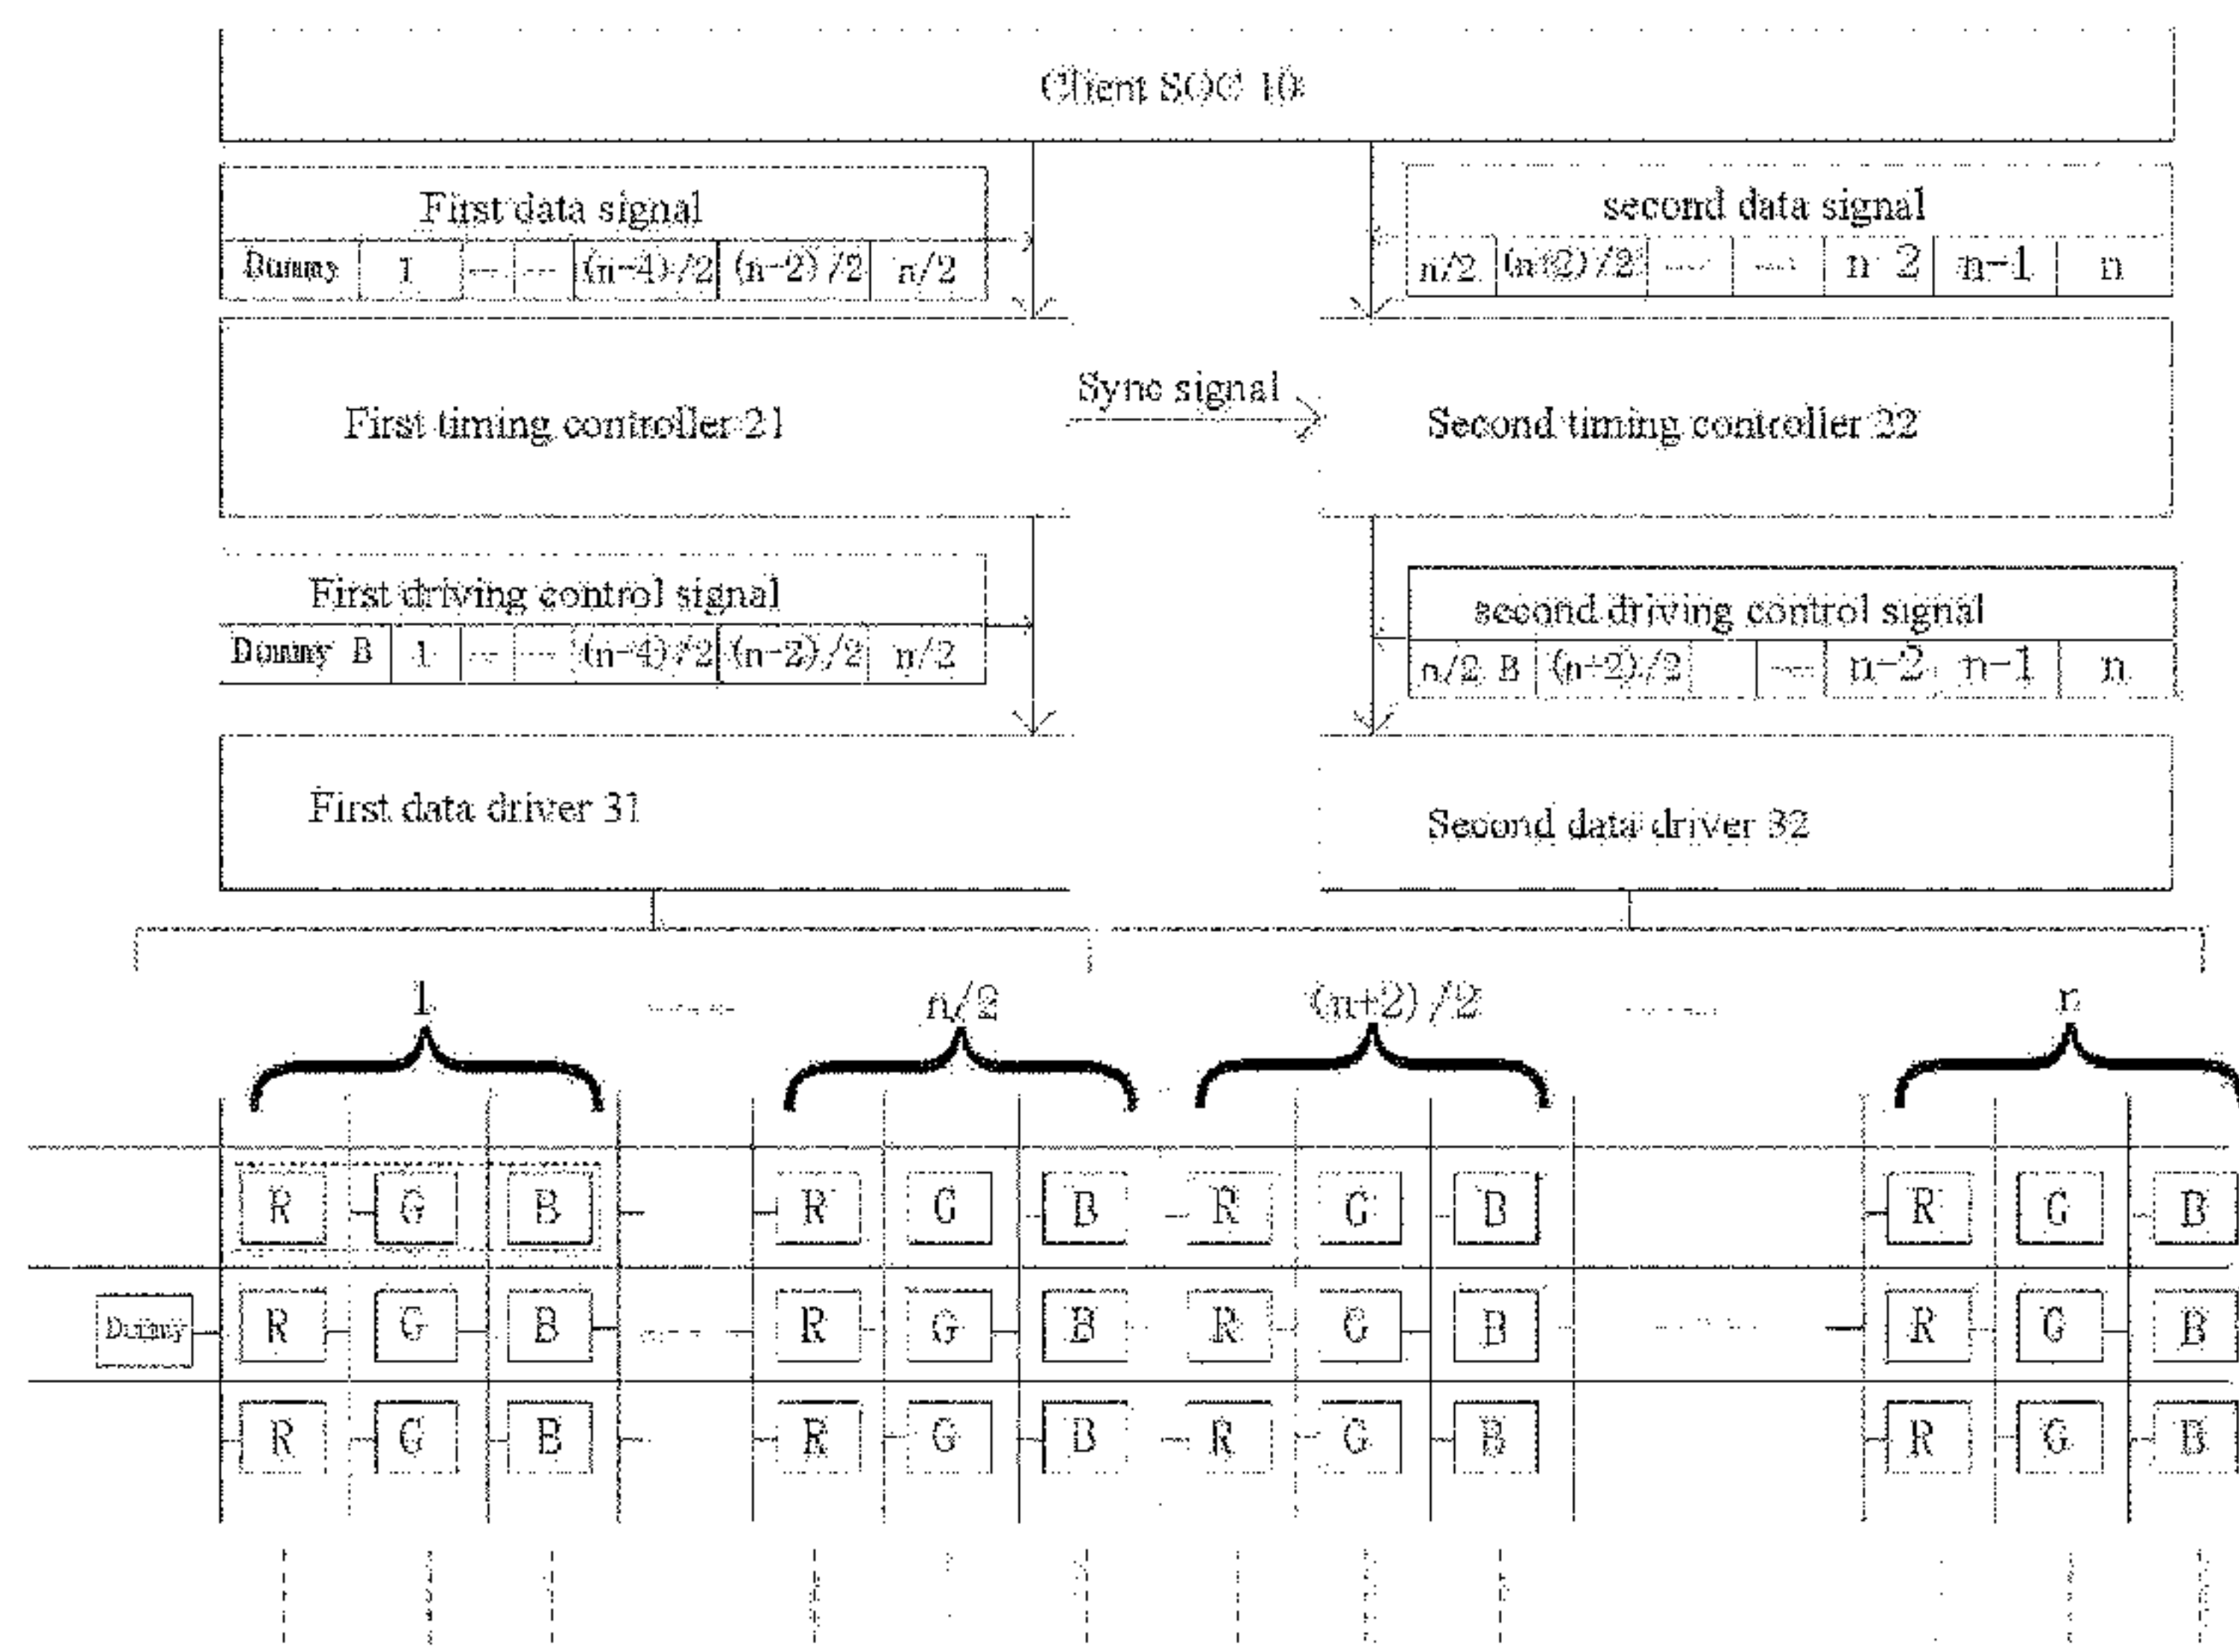 Client SOC 10
First data signal
second data signal
Dummy 1 --- --- (n-4)/2 (n-2)/2 n/2
n/2 (n+2)/2 --- --- n-2 n-1 n
Sync signal
First timing controller 21
Second timing controller 22
First driving control signal
second driving control signal
Dummy B 1 --- --- (n-4)/2 (n-2)/2 n/2
n/2 B (n+2)/2 --- n-2 n-1 n
First data driver 31
Second data driver 32
1 n/2 (n+2)/2 n
R G B R G B R G B R G B
Dummy R G B R G B R G B R G B
R G B R G B R G B R G B